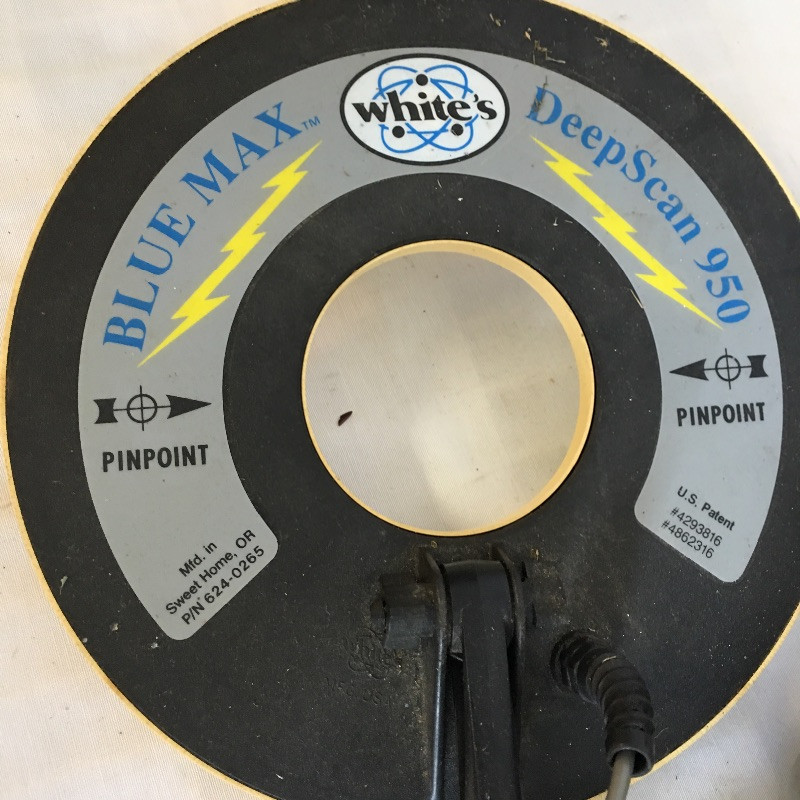 BLUE MAX™
white's
DeepScan 950
PINPOINT
PINPOINT
Mfd. in
Sweet Home, OR
P/N 624-0265
U.S. Patent
#4293816
#4862316